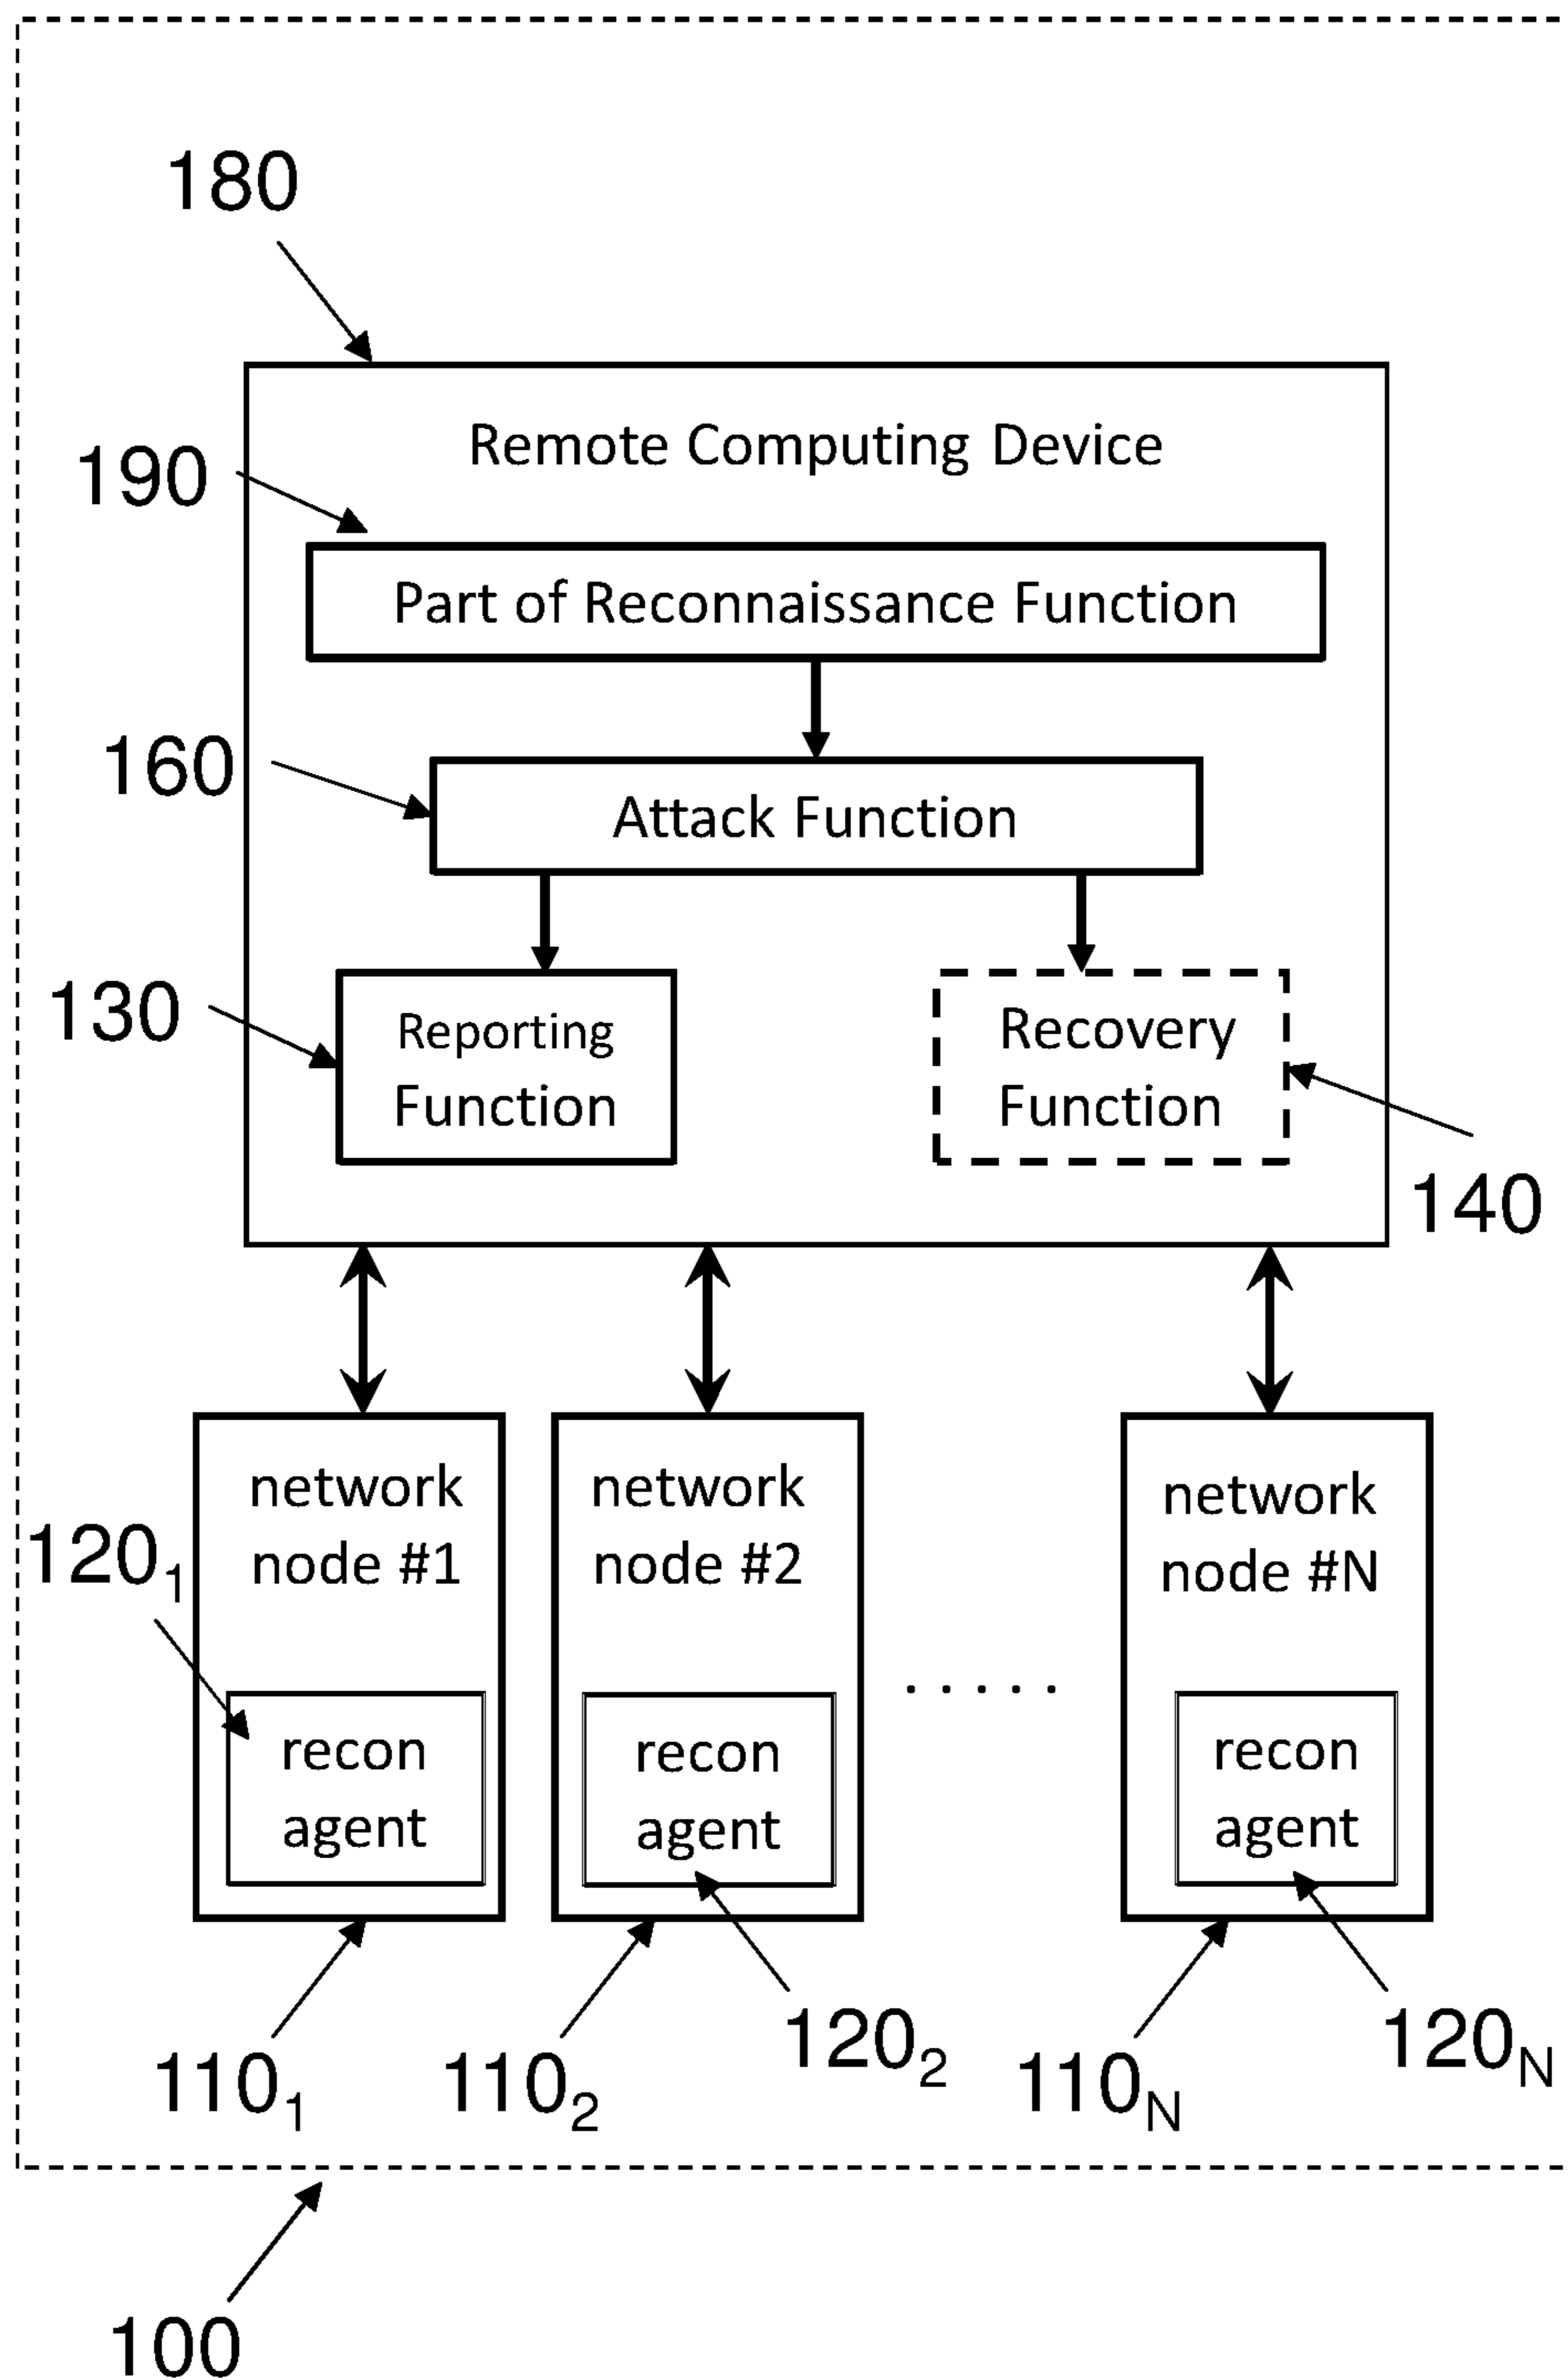 180
Remote Computing Device
190
Part of Reconnaissance Function
160
Attack Function
130
Reporting
Function
Recovery
Function
140
network
node #1
network
node #2
network
node #N
120₁
recon
agent
recon
agent
.....
recon
agent
110₁
110₂
120₂
110N
120N
100